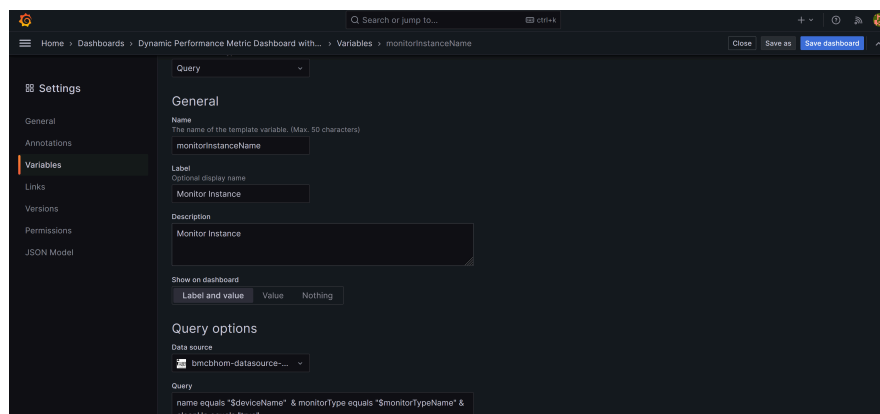 Search or jump to...
ctrl+k
Home › Dashboards › Dynamic Performance Metric Dashboard with... › Variables › monitorInstanceName
Close
Save as
Save dashboard
Query
Settings
General
Annotations
Variables
Links
Versions
Permissions
JSON Model
General
Name
The name of the template variable. (Max. 50 characters)
monitorInstanceName
Label
Optional display name
Monitor Instance
Description
Monitor Instance
Show on dashboard
Label and value
Value
Nothing
Query options
Data source
bmcbhom-datasource-...
Query
name equals "$deviceName" & monitorType equals "$monitorTypeName" &